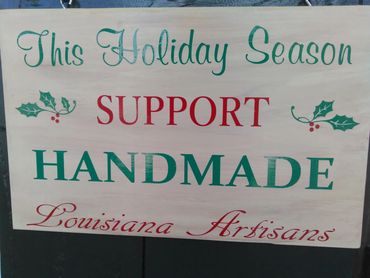 This Holiday Season
SUPPORT
HANDMADE
Louisiana Artisans